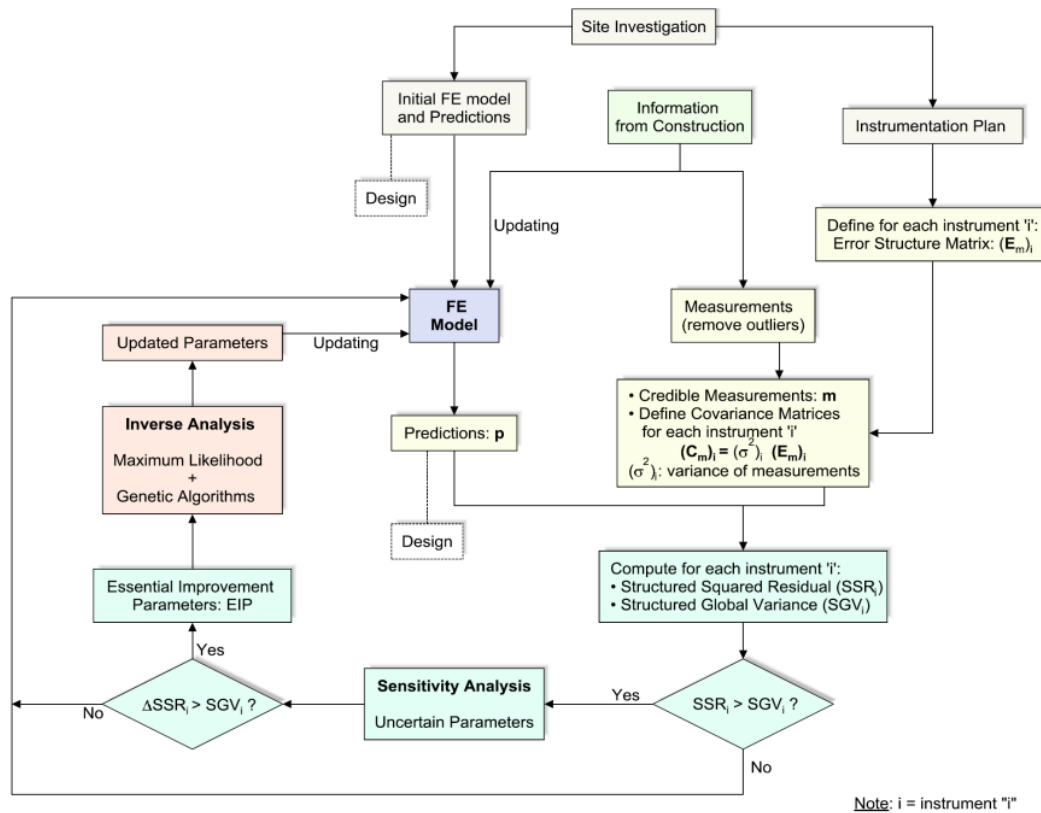 Site Investigation
Initial FE model
and Predictions
Information
from Construction
Instrumentation Plan
Design
Updating
Define for each instrument 'i':
Error Structure Matrix: (Em)i
FE
Model
Measurements
(remove outliers)
Updated Parameters
Updating
• Credible Measurements: m
• Define Covariance Matrices
for each instrument 'i'
(Cm)i = (σ²)i (Em)i
(σ²)i: variance of measurements
Inverse Analysis
Maximum Likelihood
+
Genetic Algorithms
Predictions: p
Design
Compute for each instrument 'i':
• Structured Squared Residual (SSRi)
• Structured Global Variance (SGVi)
Essential Improvement
Parameters: EIP
Yes
ΔSSRi > SGVi ?
No
Sensitivity Analysis
Uncertain Parameters
Yes
SSRi > SGVi ?
No
Note: i = instrument "i"